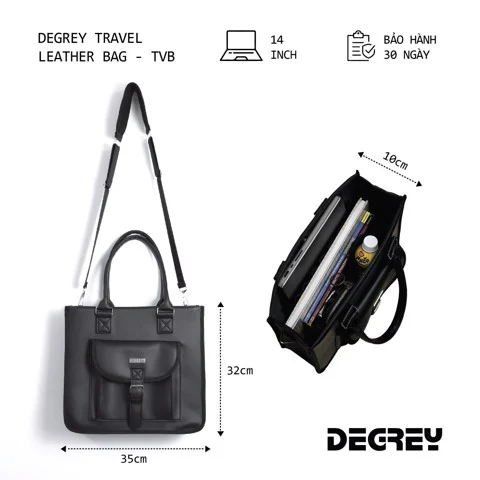 DEGREY TRAVEL
LEATHER BAG - TVB
14
INCH
BẢO HÀNH
30 NGÀY
10cm
32cm
35cm
DEGREY